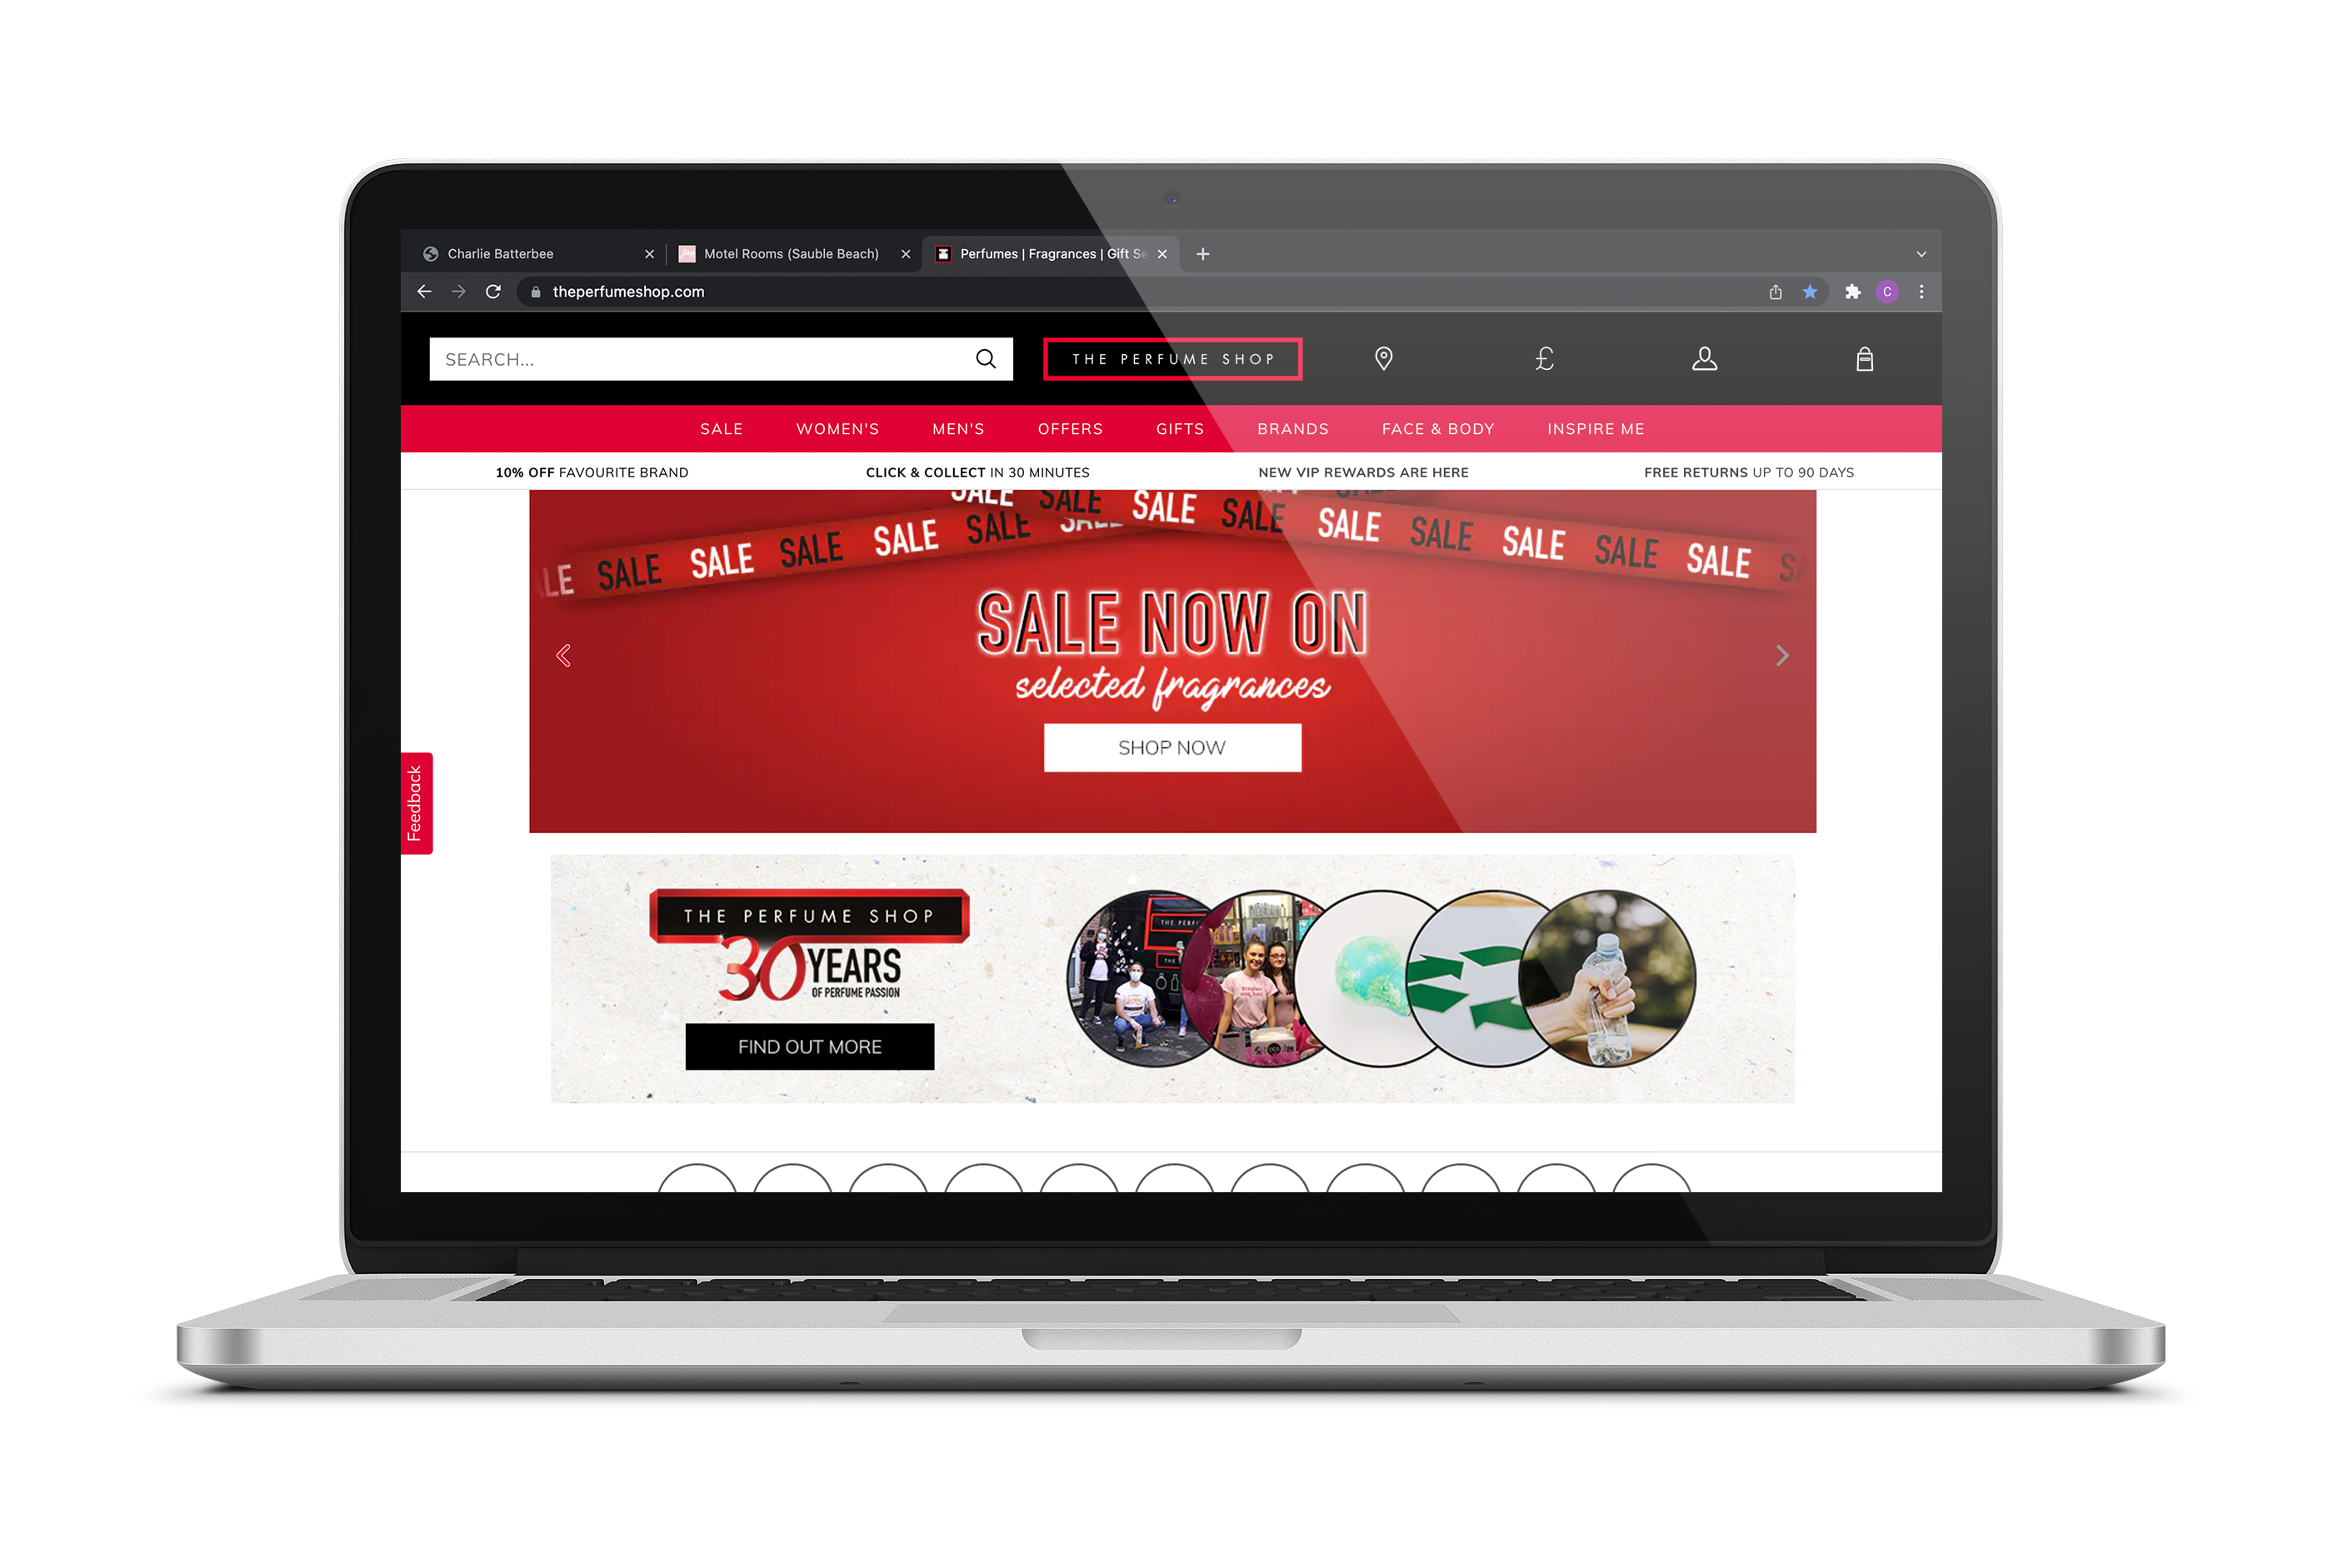 Charlie Batterbee
Motel Rooms (Sauble Beach)
Perfumes | Fragrances | Gift Se
theperfumeshop.com
C
SEARCH...
THE PERFUME SHOP
£
SALE WOMEN'S MEN'S OFFERS GIFTS BRANDS FACE & BODY INSPIRE ME
10% OFF FAVOURITE BRAND
CLICK & COLLECT IN 30 MINUTES
NEW VIP REWARDS ARE HERE
FREE RETURNS UP TO 90 DAYS
SALE SALE SALE SALE SALE SALE SALE SALE SALE SALE SALE
SALE SALE SALE SALE SALE
SALE NOW ON
selected fragrances
SHOP NOW
Feedback
THE PERFUME SHOP
30 YEARS
OF PERFUME PASSION
FIND OUT MORE